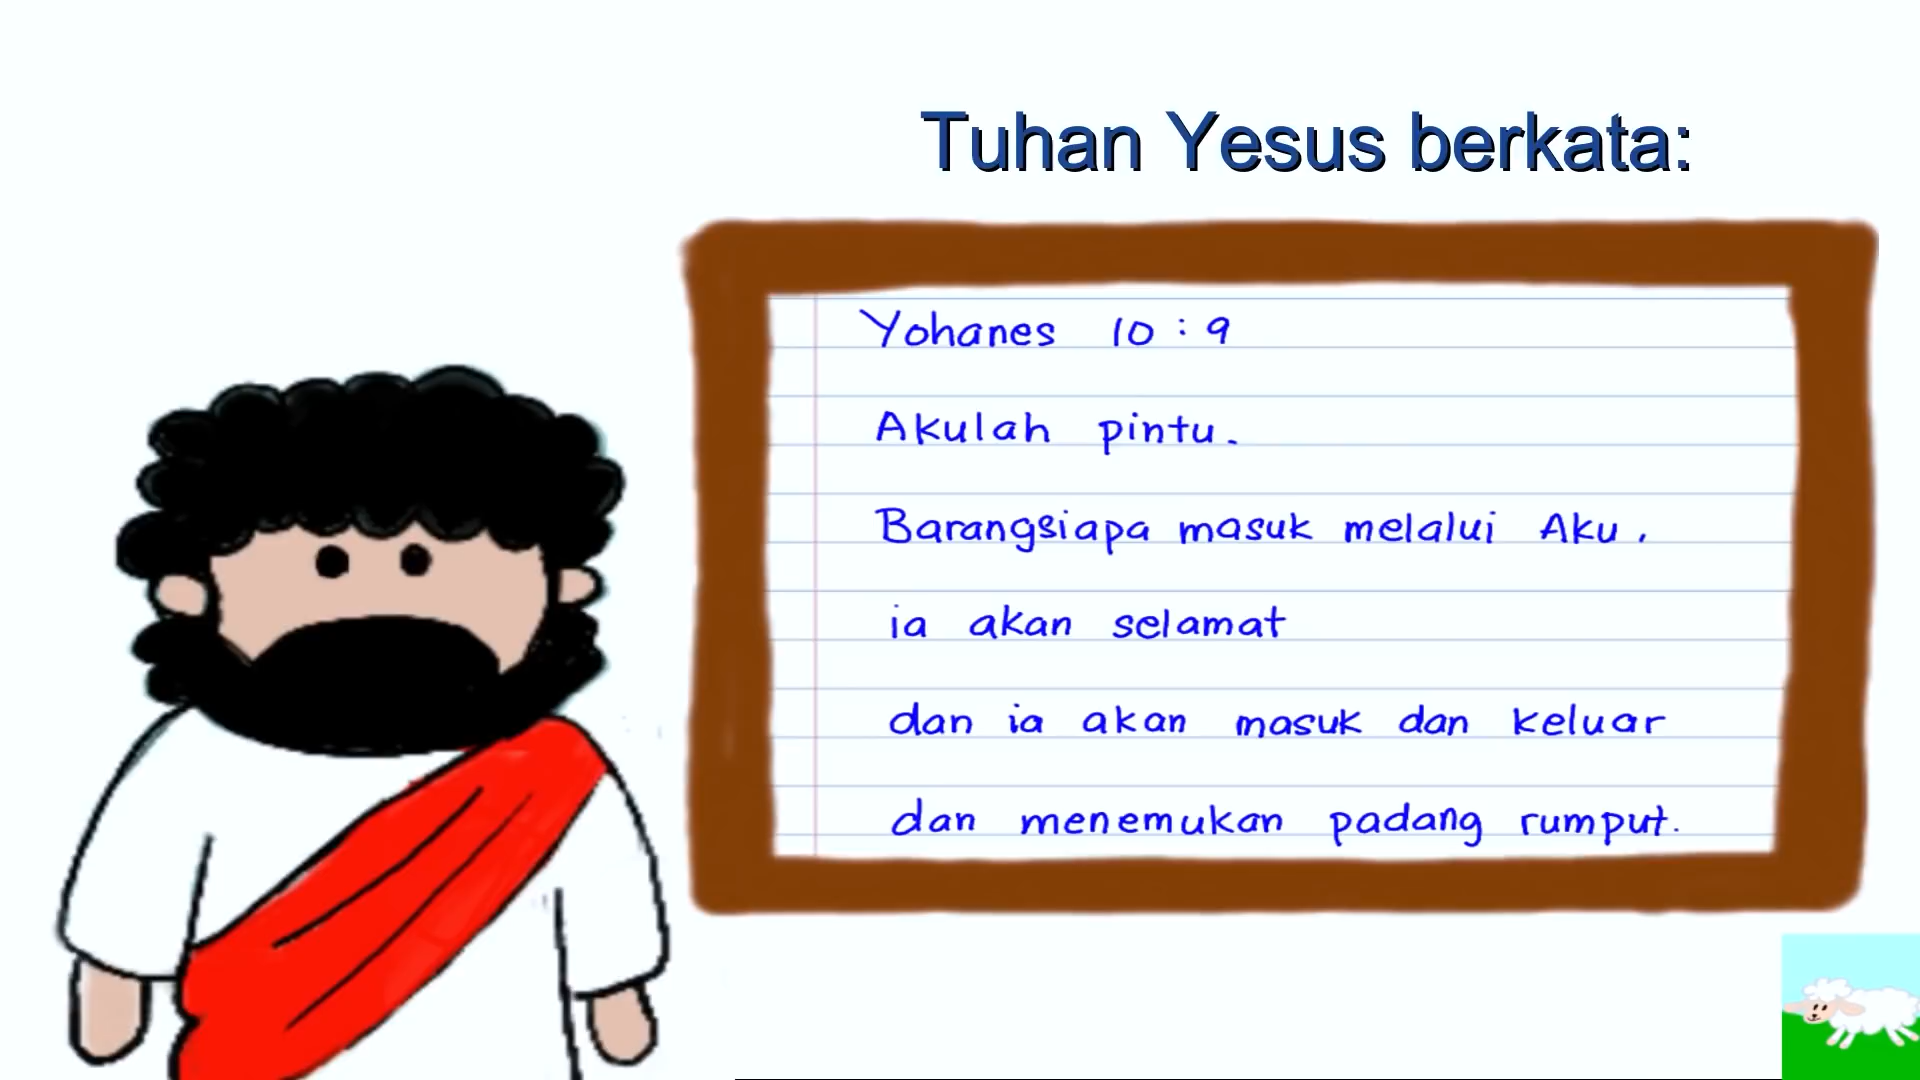 Tuhan Yesus berkata:
Yohanes 10 : 9
Akulah pintu.
Barangsiapa masuk melalui Aku,
ia akan selamat
dan ia akan masuk dan keluar
dan menemukan padang rumput.